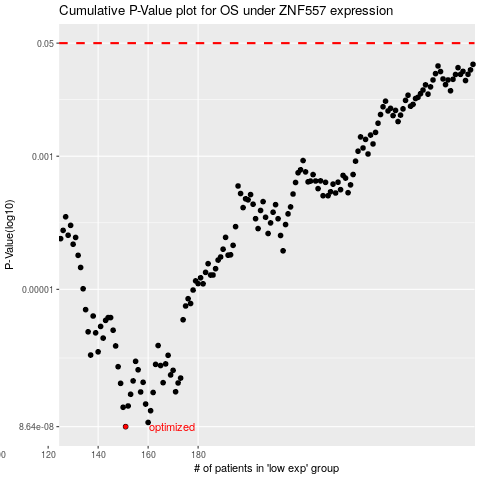 Cumulative P-Value plot for OS under ZNF557 expression
P-Value(log10)
0.05
0.001
0.00001
8.64e-08
optimized
120 140 160 180
# of patients in 'low exp' group